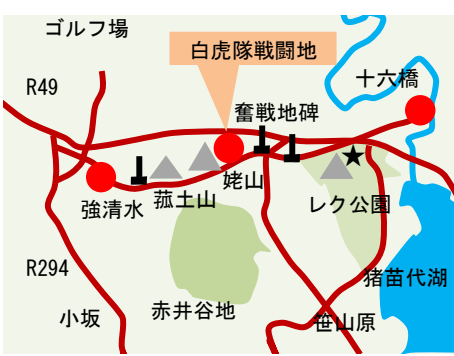 ゴルフ場
白虎隊戦闘地
十六橋
R49
奮戦地碑
姥山
強清水
菰土山
レク公園
R294
猪苗代湖
小坂
赤井谷地
笹山原